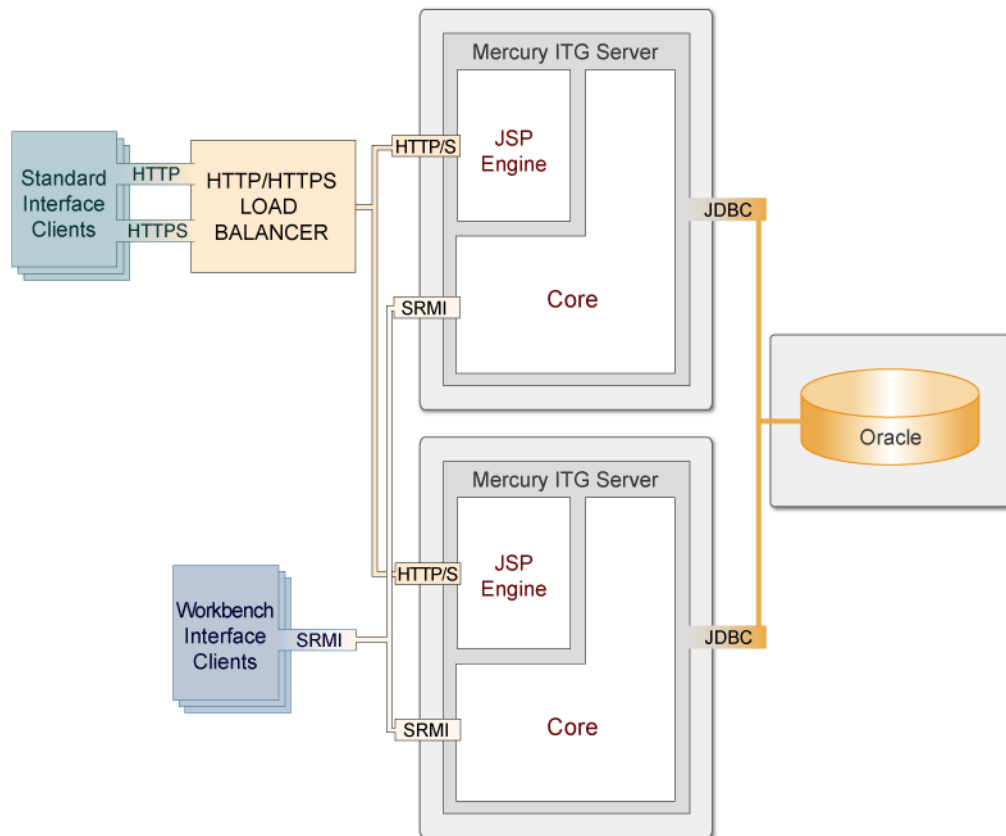 Mercury ITG Server
JSP
Engine
HTTP/S
Standard
Interface
Clients
HTTP
HTTPS
HTTP/HTTPS
LOAD
BALANCER
JDBC
SRMI
Core
Oracle
Mercury ITG Server
JSP
Engine
HTTP/S
Workbench
Interface
Clients
SRMI
JDBC
SRMI
Core